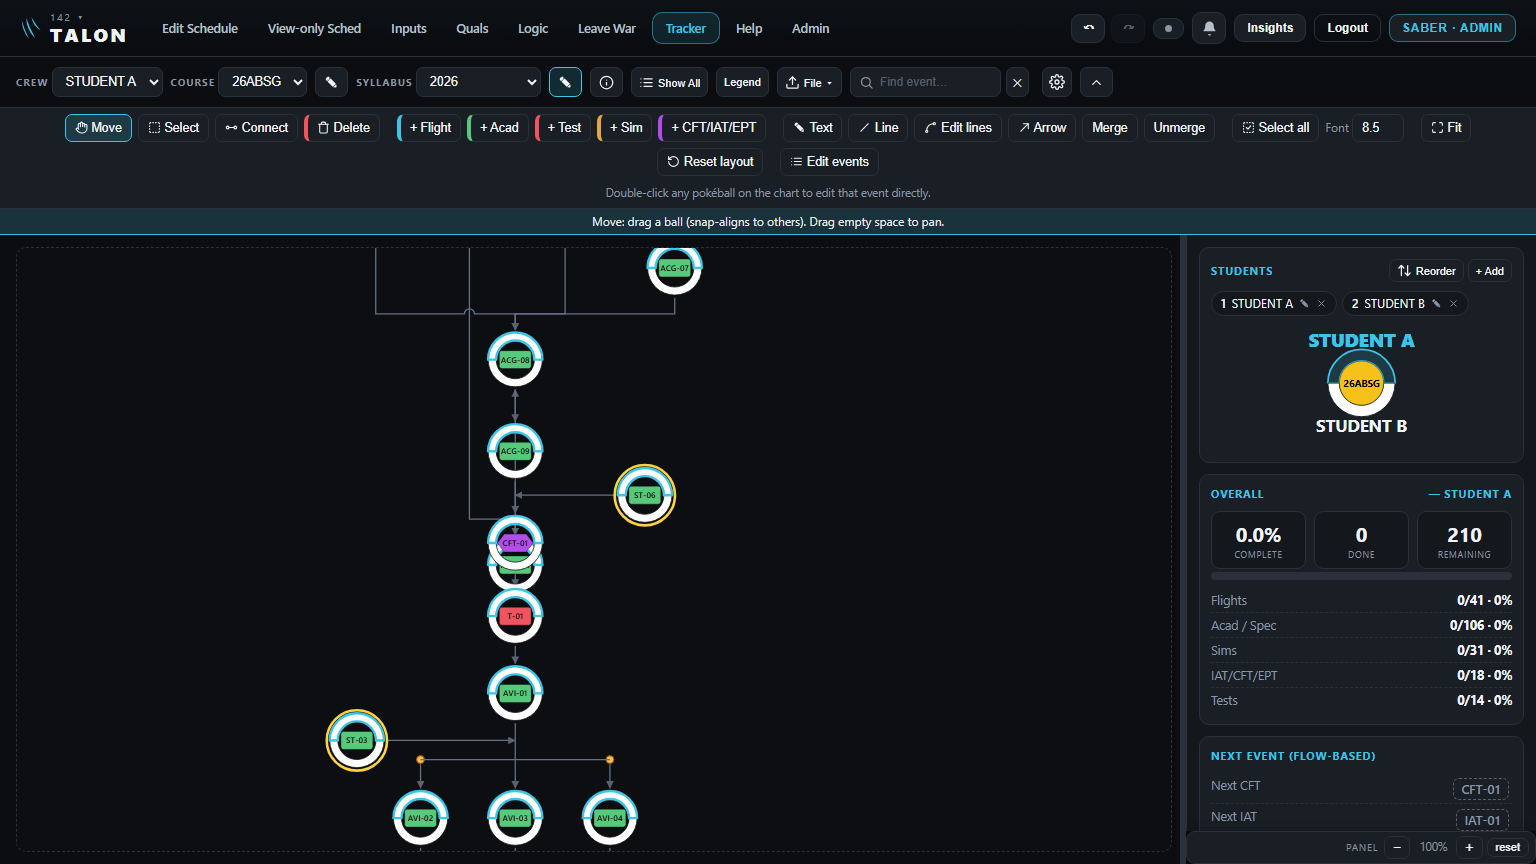 142
TALON
Edit Schedule
View-only Sched
Inputs
Quals
Logic
Leave War
Tracker
Help
Admin
Insights
Logout
SABER · ADMIN
CREW
STUDENT A
COURSE
26ABSG
SYLLABUS
2026
Show All
Legend
File
Find event...
Move
Select
Connect
Delete
+ Flight
+ Acad
+ Test
+ Sim
+ CFT/IAT/EPT
Text
Line
Edit lines
Arrow
Merge
Unmerge
Select all
Font
8.5
Fit
Reset layout
Edit events
Double-click any pokéball on the chart to edit that event directly.
Move: drag a ball (snap-aligns to others). Drag empty space to pan.
ACG-07
ACG-08
ACG-09
ST-06
CFT-01
T-01
AVI-01
ST-03
AVI-02
AVI-03
AVI-04
STUDENTS
Reorder
+ Add
1 STUDENT A
2 STUDENT B
STUDENT A
26ABSG
STUDENT B
OVERALL
— STUDENT A
0.0%
COMPLETE
0
DONE
210
REMAINING
Flights
0/41 · 0%
Acad / Spec
0/106 · 0%
Sims
0/31 · 0%
IAT/CFT/EPT
0/18 · 0%
Tests
0/14 · 0%
NEXT EVENT (FLOW-BASED)
Next CFT
CFT-01
Next IAT
IAT-01
PANEL
−
100%
+
reset